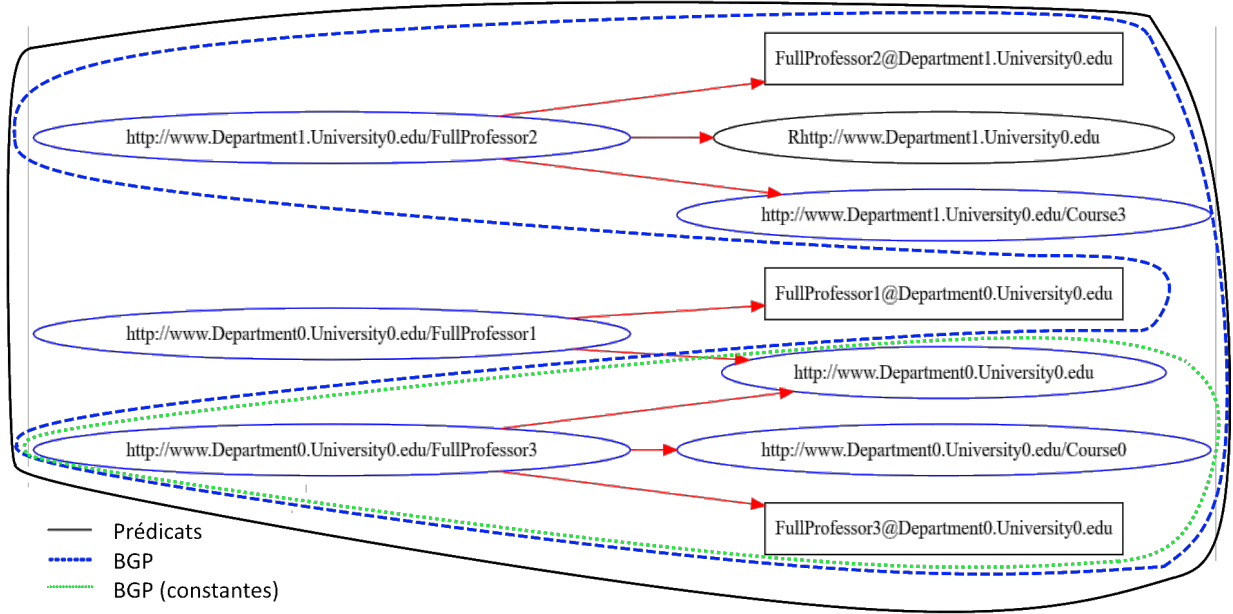 FullProfessor2@Department1.University0.edu
http://www.Department1.University0.edu/FullProfessor2
Rhttp://www.Department1.University0.edu
http://www.Department1.University0.edu/Course3
FullProfessor1@Department0.University0.edu
http://www.Department0.University0.edu/FullProfessor1
http://www.Department0.University0.edu
http://www.Department0.University0.edu/FullProfessor3
http://www.Department0.University0.edu/Course0
FullProfessor3@Department0.University0.edu
Prédicats
BGP
BGP (constantes)